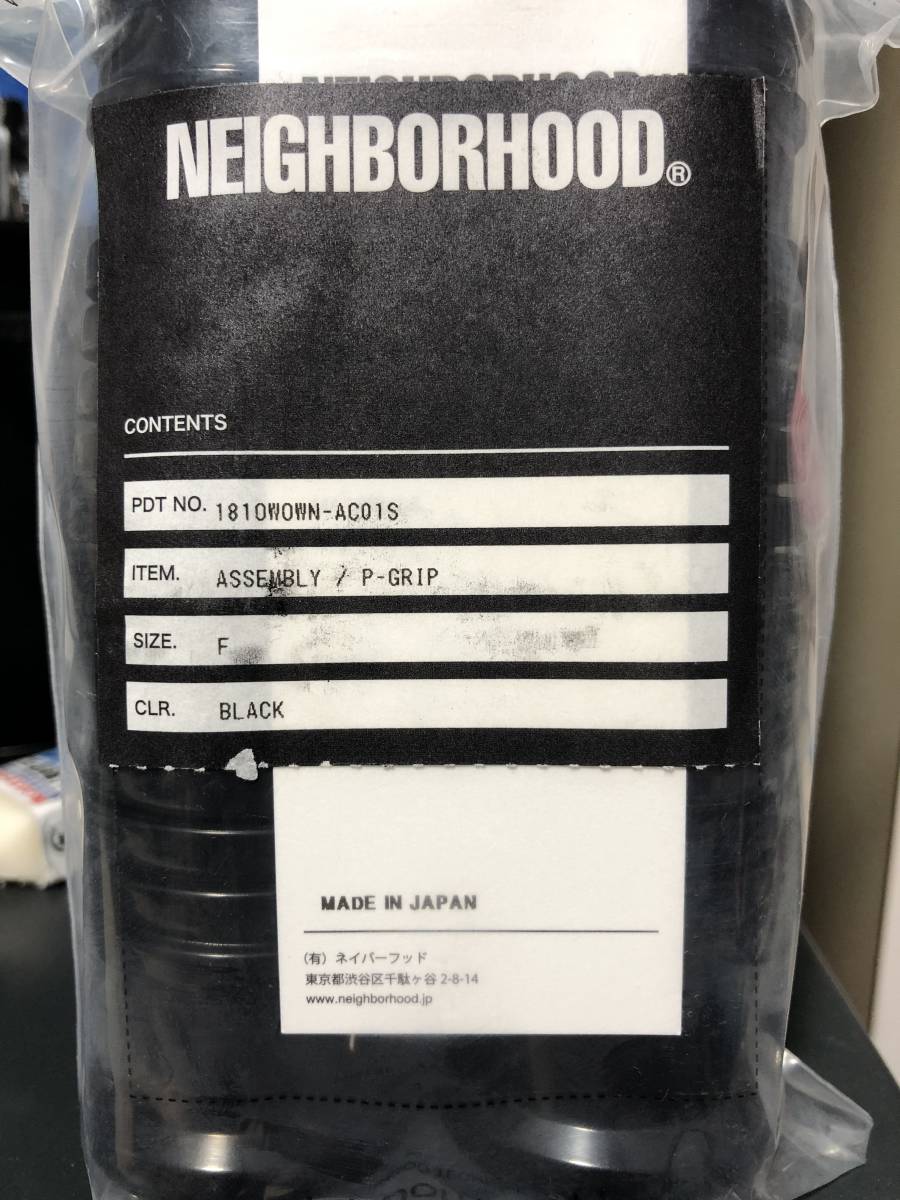 NEIGHBORHOOD
NEIGHBORHOOD®
CONTENTS
PDT NO. 181OWOWN-AC01S
ITEM. ASSEMBLY / P-GRIP
SIZE. F
CLR. BLACK
MADE IN JAPAN
(有) ネイバーフッド
東京都渋谷区千駄ヶ谷 2-8-14
www.neighborhood.jp